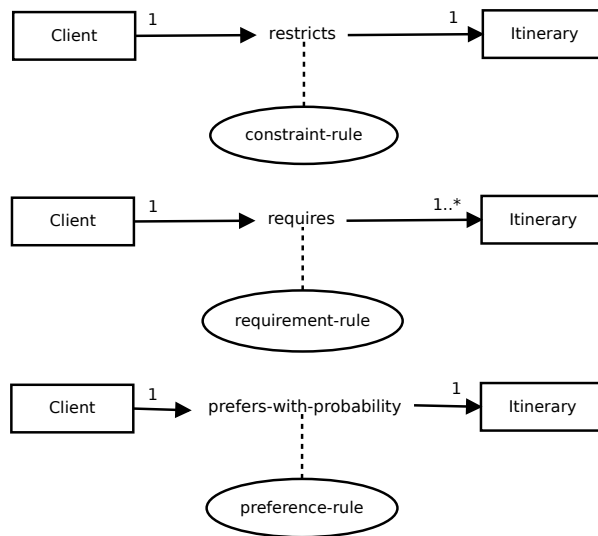 1
1
Client
restricts
Itinerary
constraint-rule
1
1..*
Client
requires
Itinerary
requirement-rule
1
1
Client
prefers-with-probability
Itinerary
preference-rule